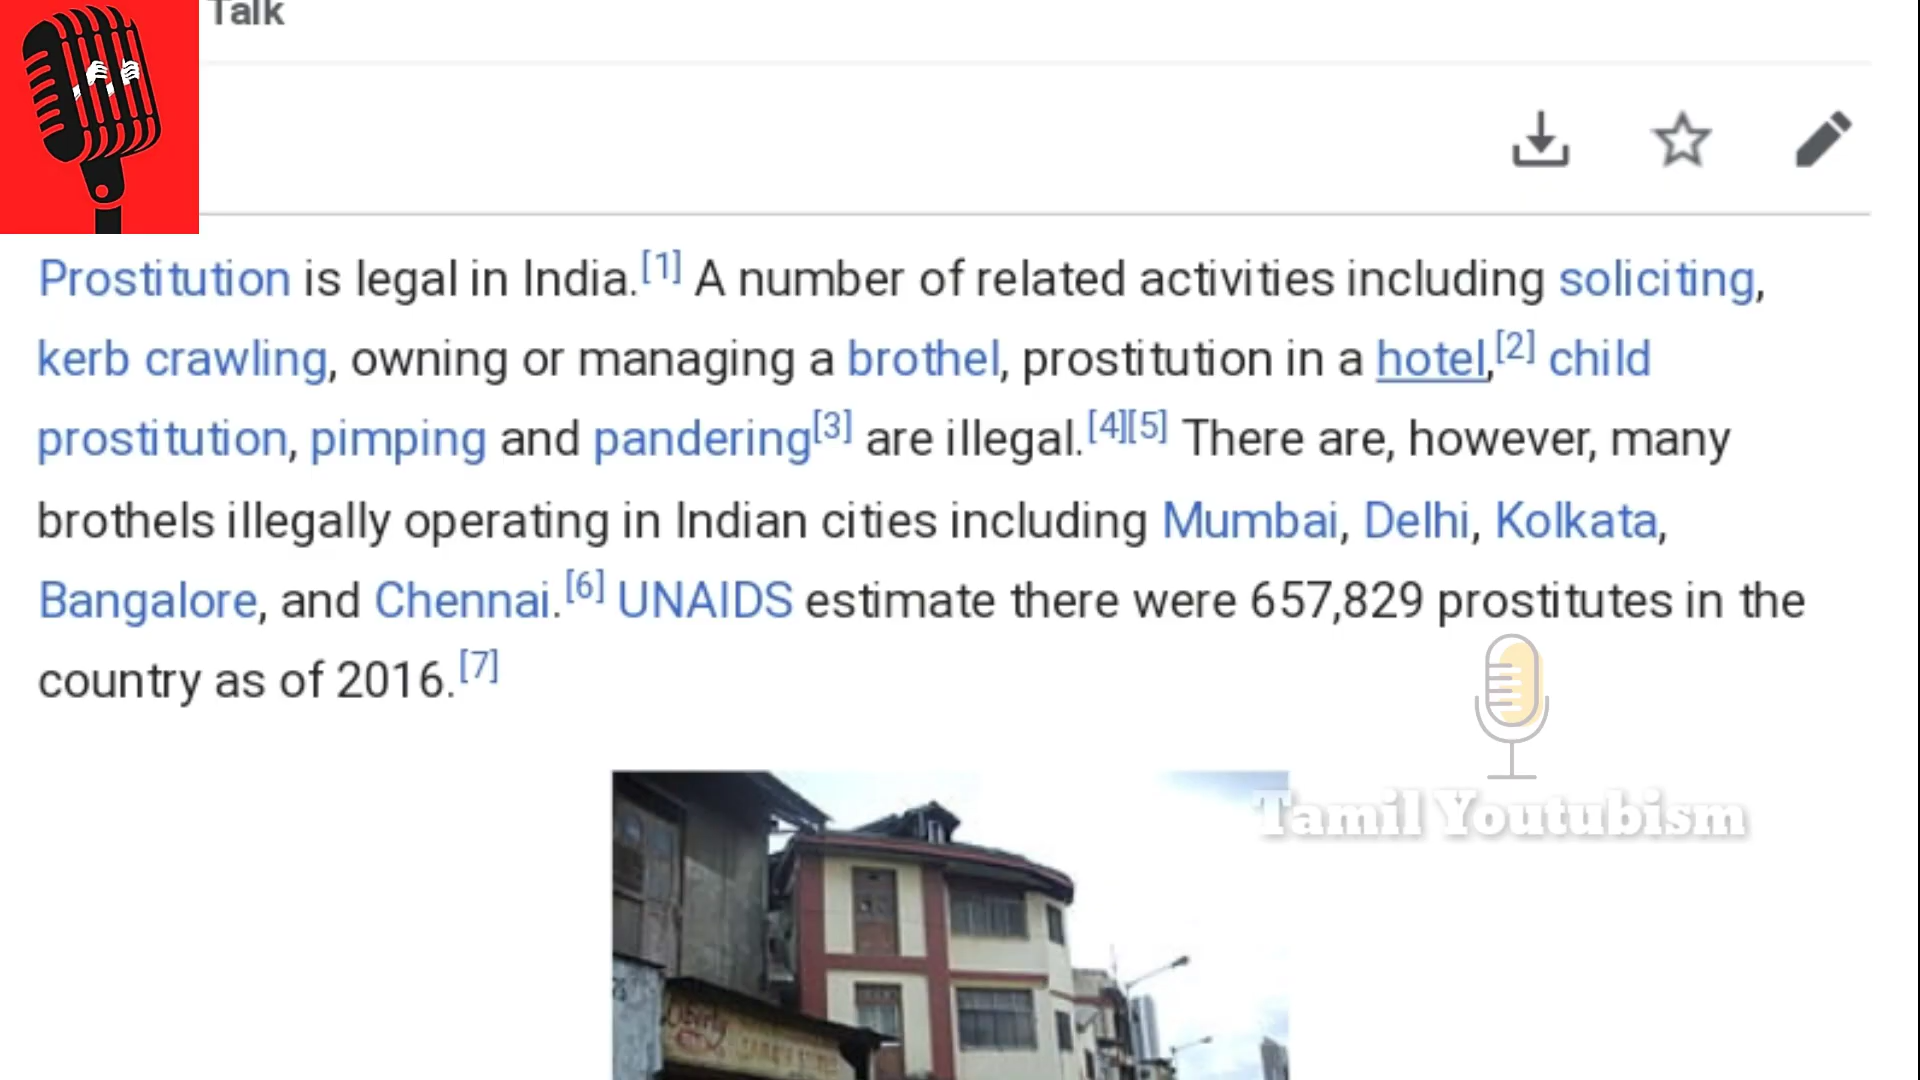 Talk
Prostitution is legal in India.[1] A number of related activities including soliciting,
kerb crawling, owning or managing a brothel, prostitution in a hotel,[2] child
prostitution, pimping and pandering[3] are illegal.[4][5] There are, however, many
brothels illegally operating in Indian cities including Mumbai, Delhi, Kolkata,
Bangalore, and Chennai.[6] UNAIDS estimate there were 657,829 prostitutes in the
country as of 2016.[7]
Tamil Youtubism